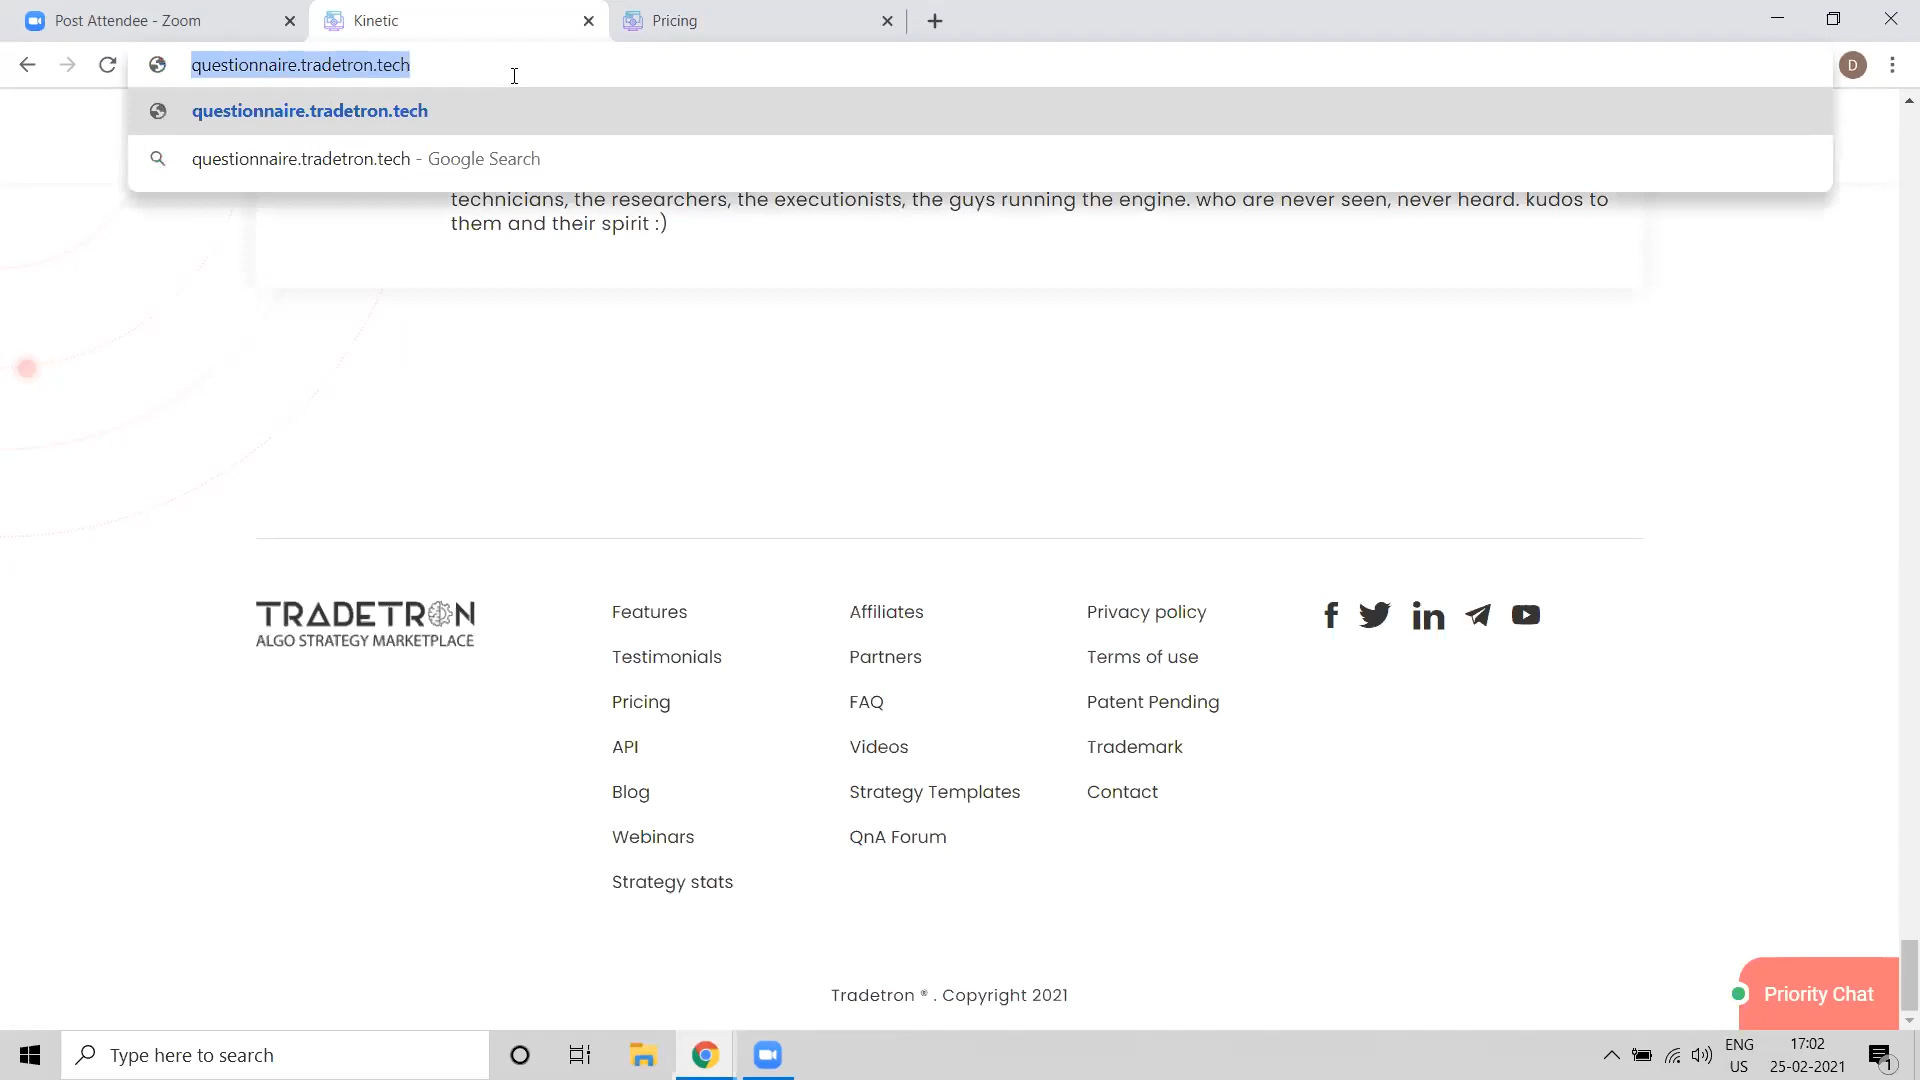 Post Attendee - Zoom
Kinetic
Pricing
questionnaire.tradetron.tech
D
questionnaire.tradetron.tech
questionnaire.tradetron.tech - Google Search
technicians, the researchers, the executionists, the guys running the engine. who are never seen, never heard. kudos to
them and their spirit :)
TRADETRON
ALGO STRATEGY MARKETPLACE
Features
Testimonials
Pricing
API
Blog
Webinars
Strategy stats
Affiliates
Partners
FAQ
Videos
Strategy Templates
QnA Forum
Privacy policy
Terms of use
Patent Pending
Trademark
Contact
Tradetron ® . Copyright 2021
Priority Chat
Type here to search
ENG
US
17:02
25-02-2021
1